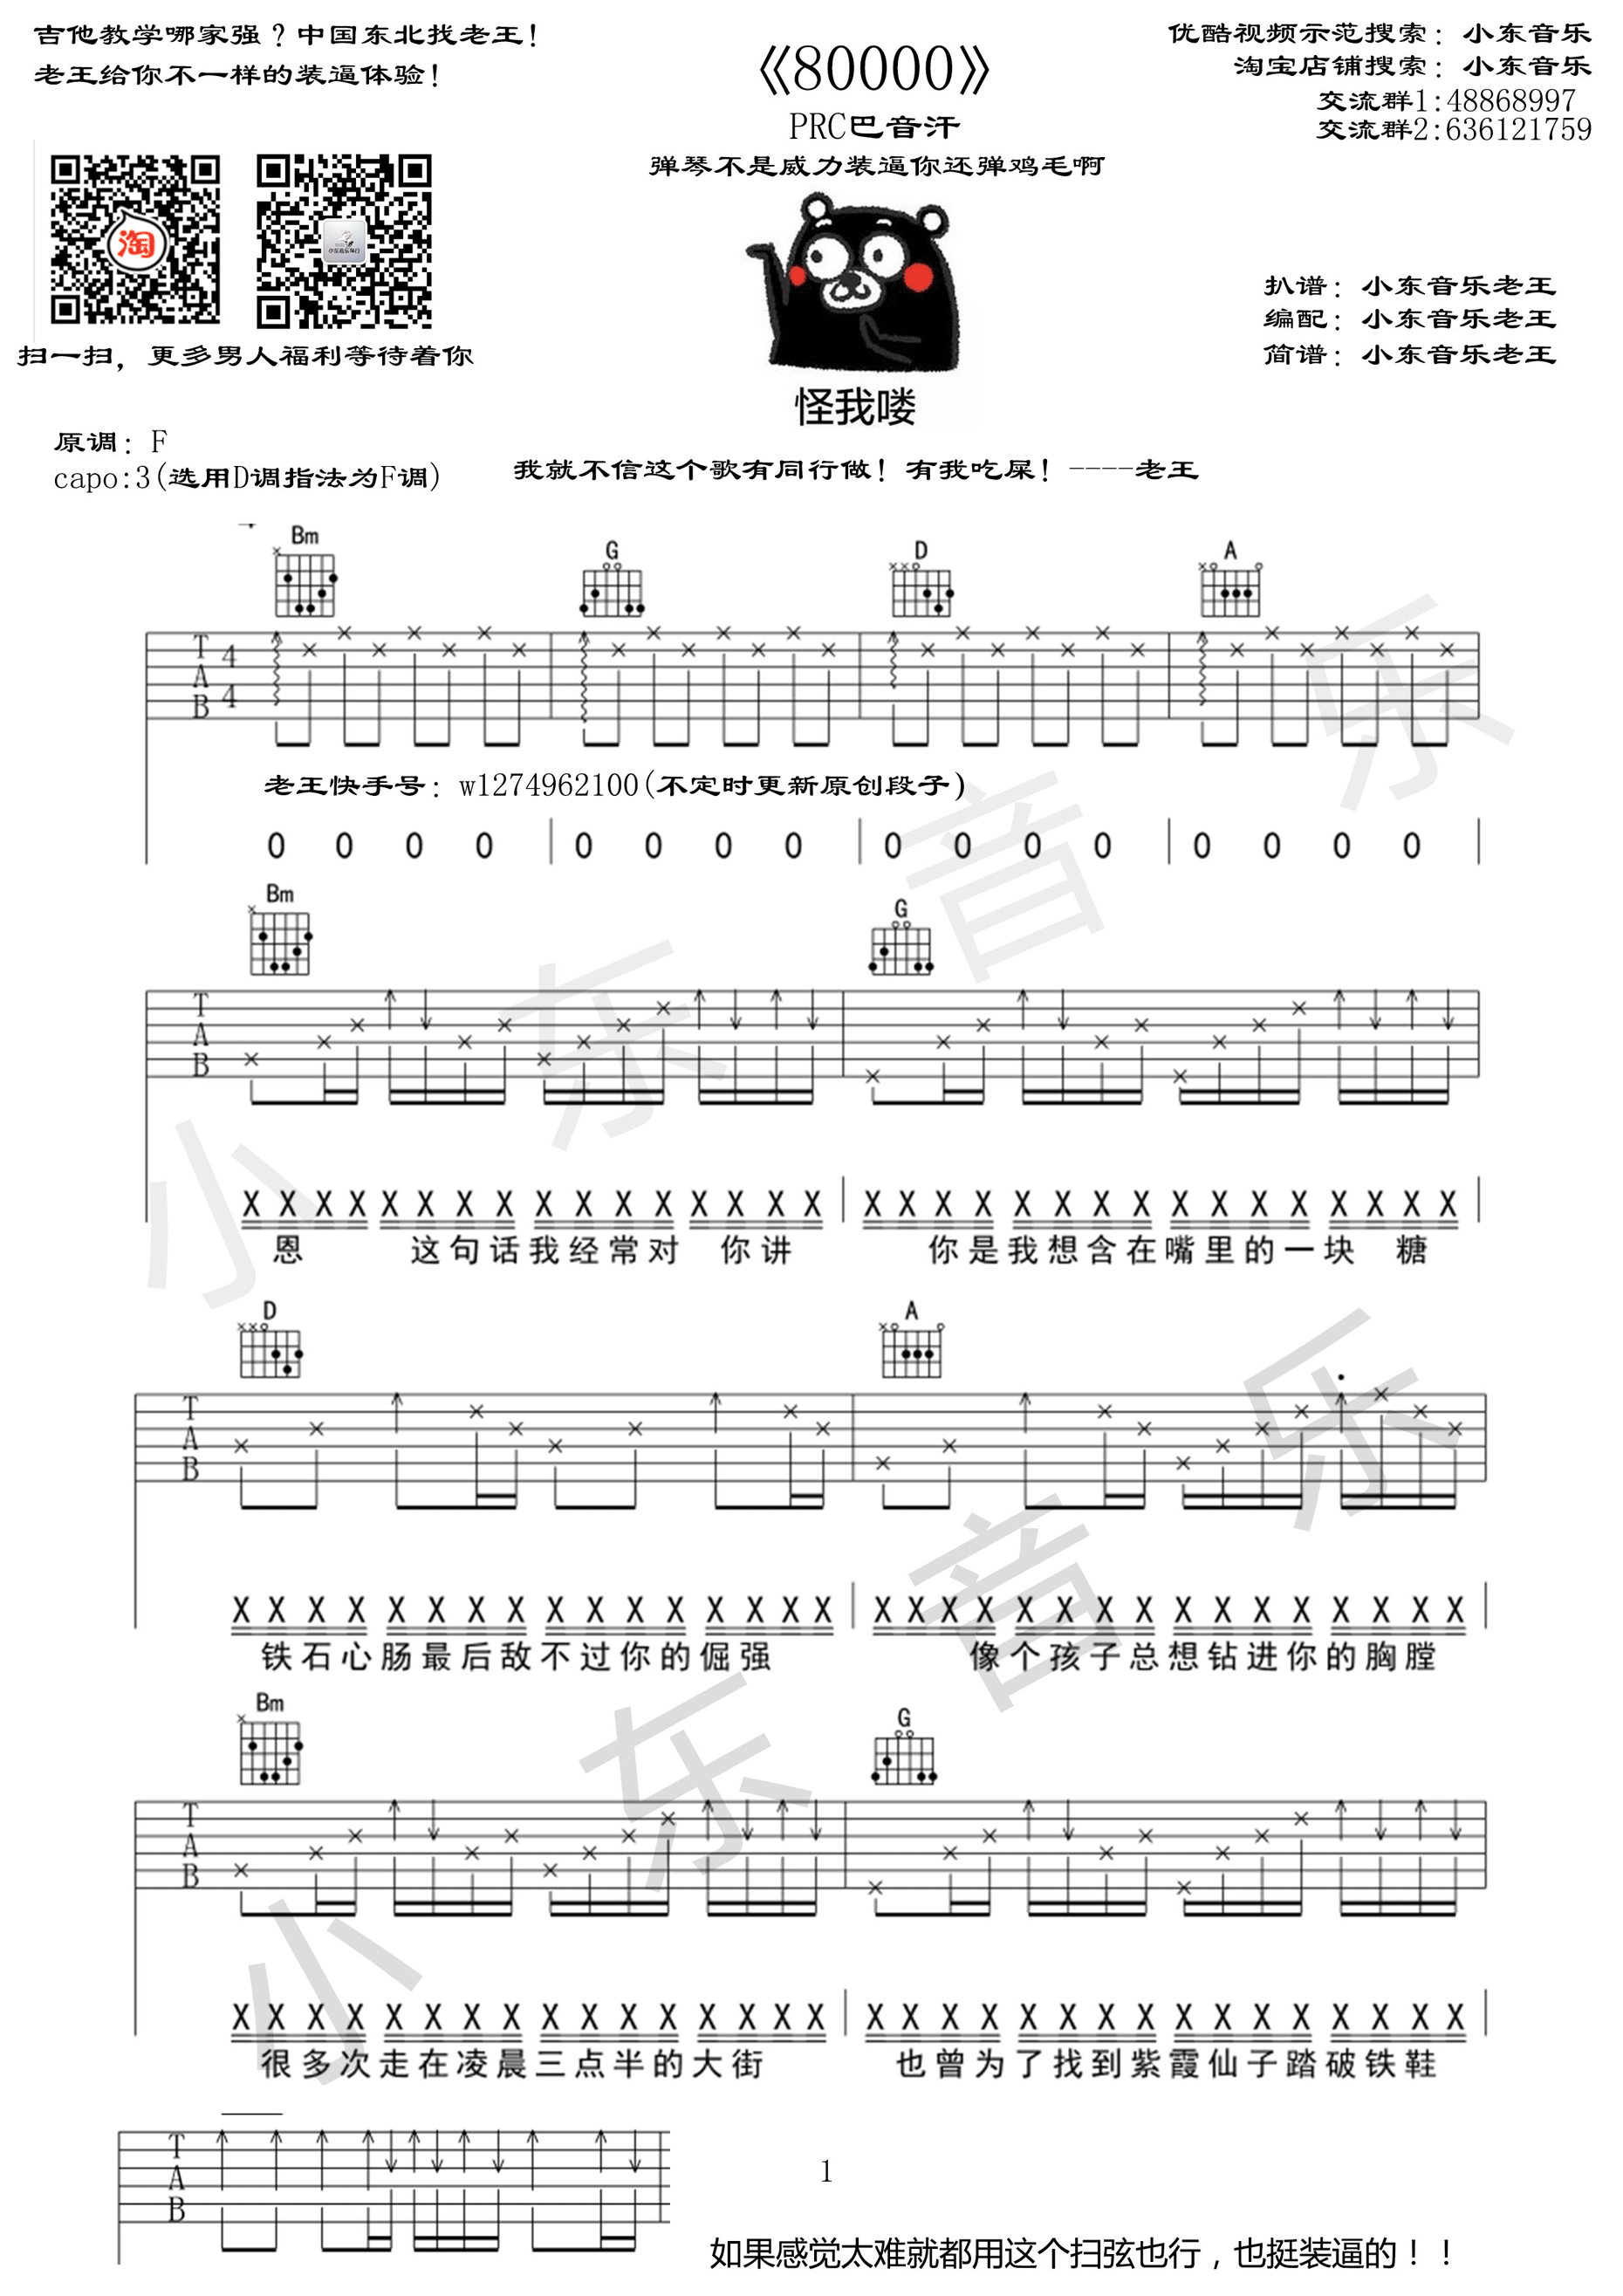 吉他教学哪家强？中国东北找老王！
老王给你不一样的装逼体验！
《80000》
PRC巴音汗
弹琴不是威力装逼你还弹鸡毛啊
优酷视频示范搜索：小东音乐
淘宝店铺搜索：小东音乐
交流群1:48868997
交流群2:636121759
淘
扫一扫，更多男人福利等待着你
怪我喽
扒谱：小东音乐老王
编配：小东音乐老王
简谱：小东音乐老王
原调：F
capo:3(选用D调指法为F调)
我就不信这个歌有同行做！有我吃屎！----老王
Bm G D A
T A B 4 4
老王快手号：w1274962100(不定时更新原创段子)
0 0 0 0 | 0 0 0 0 | 0 0 0 0 | 0 0 0 0 |
Bm G
T A B
X X X X X X X X X X X X X X X X | X X X X X X X X X X X X X X X X |
恩 这句话我经常对 你讲 你是我想含在嘴里的一块 糖
D A
T A B
X X X X X X X X X X X X X X X X | X X X X X X X X X X X X X X X X |
铁石心肠最后敌不过你的倔强 像个孩子总想钻进你的胸膛
Bm G
T A B
X X X X X X X X X X X X X X X X | X X X X X X X X X X X X X X X X |
很多次走在凌晨三点半的大街 也曾为了找到紫霞仙子踏破铁鞋
T A B
1
如果感觉太难就都用这个扫弦也行，也挺装逼的！！
小东音乐
小东音乐